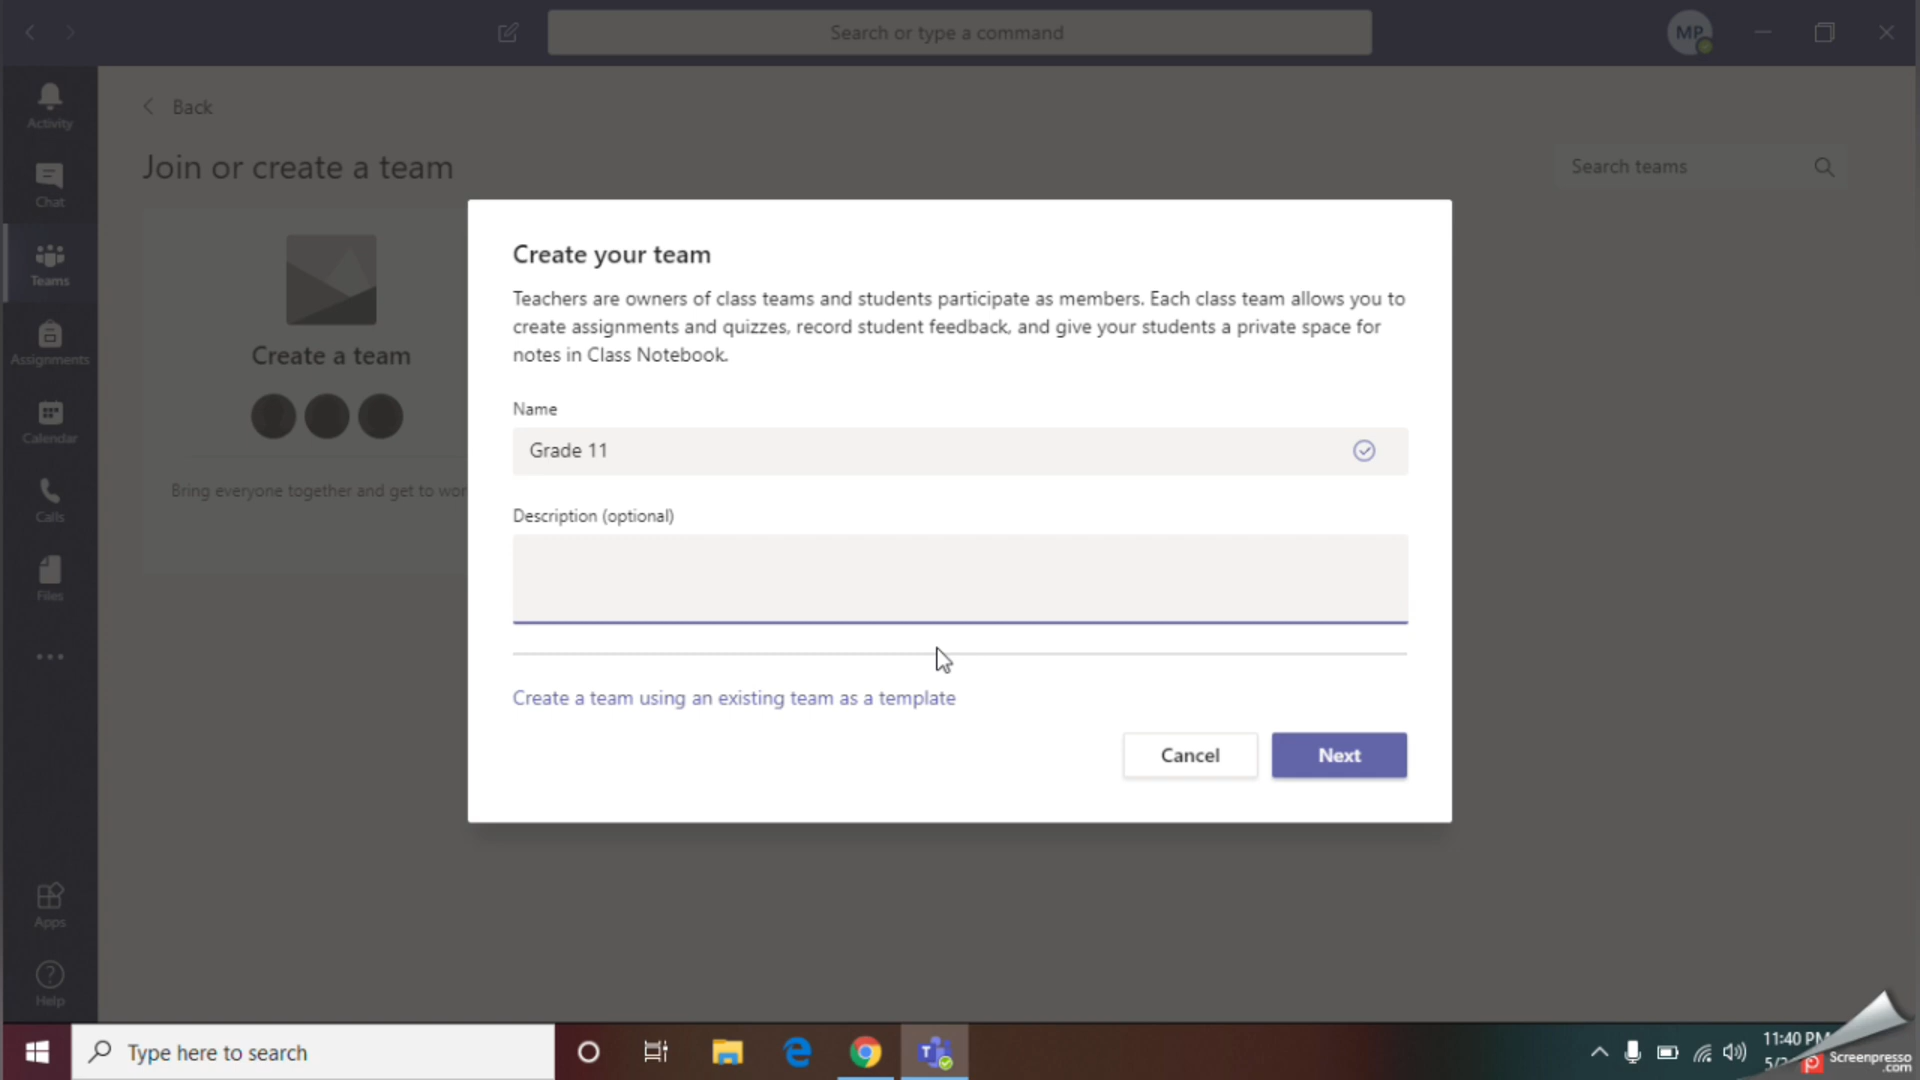 Search or type a command
MP
Activity
Chat
Teams
Assignments
Calendar
Calls
Files
Apps
Help
Back
Join or create a team
Search teams
Create a team
Bring everyone together and get to wor
Create your team
Teachers are owners of class teams and students participate as members. Each class team allows you to
create assignments and quizzes, record student feedback, and give your students a private space for
notes in Class Notebook.
Name
Grade 11
Description (optional)
Create a team using an existing team as a template
Cancel
Next
Type here to search
11:40 PM
Screenpresso
.com